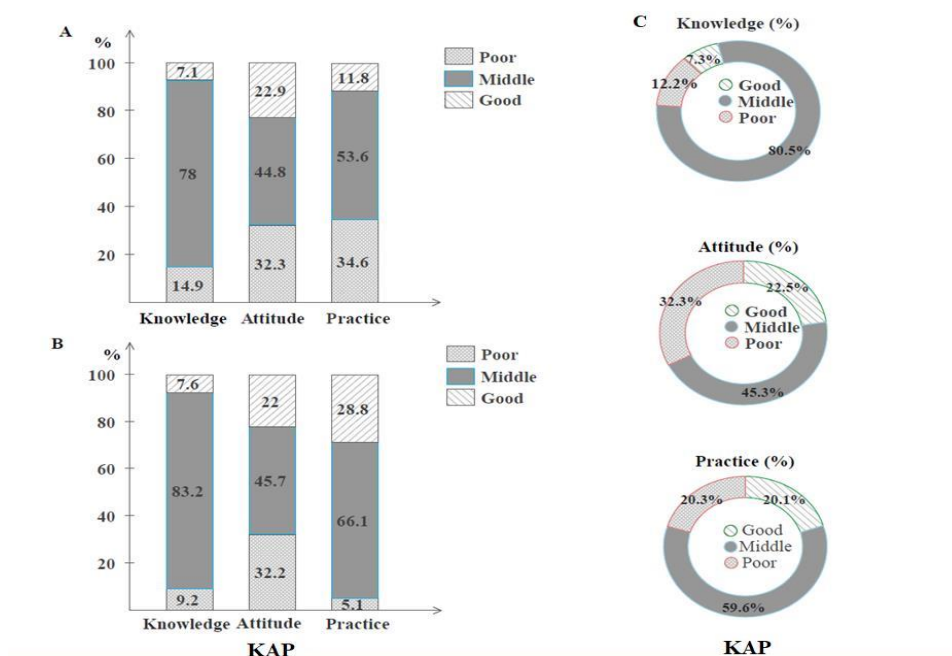 A
%
100
80
60
40
20
7.1
78
14.9
22.9
44.8
32.3
11.8
53.6
34.6
Knowledge Attitude Practice
Poor
Middle
Good
B
%
100
80
60
40
20
7.6
83.2
9.2
22
45.7
32.2
28.8
66.1
5.1
Knowledge Attitude Practice
KAP
Poor
Middle
Good
C
Knowledge (%)
7.3%
12.2%
80.5%
Good
Middle
Poor
Attitude (%)
22.5%
32.3%
45.3%
Good
Middle
Poor
Practice (%)
20.3%
20.1%
59.6%
Good
Middle
Poor
KAP